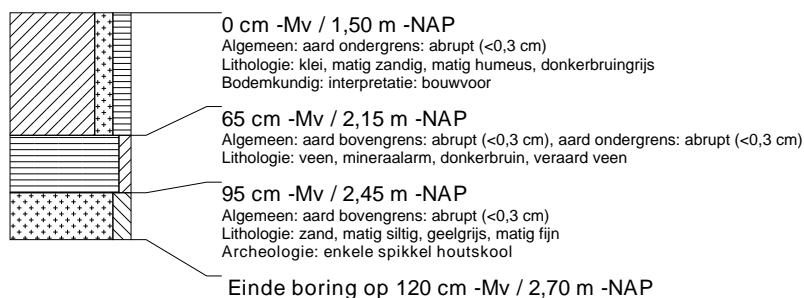 0 cm -Mv / 1,50 m -NAP
Algemeen: aard ondergrens: abrupt (<0,3 cm)
Lithologie: klei, matig zandig, matig humeus, donkerbruingrijs
Bodemkundig: interpretatie: bouwvoor
65 cm -Mv / 2,15 m -NAP
Algemeen: aard bovengrens: abrupt (<0,3 cm), aard ondergrens: abrupt (<0,3 cm)
Lithologie: veen, mineraalarm, donkerbruin, veraard veen
95 cm -Mv / 2,45 m -NAP
Algemeen: aard bovengrens: abrupt (<0,3 cm)
Lithologie: zand, matig siltig, geelgrijs, matig fijn
Archeologie: enkele spikkel houtskool
Einde boring op 120 cm -Mv / 2,70 m -NAP